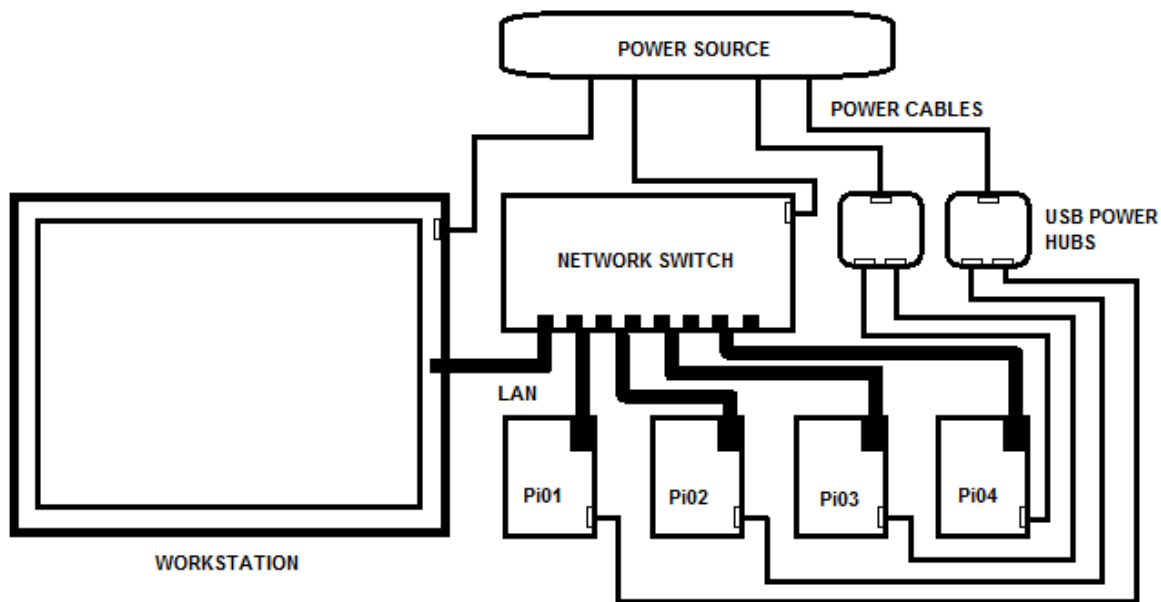 POWER SOURCE
POWER CABLES
USB POWER
HUBS
NETWORK SWITCH
LAN
Pi01
Pi02
Pi03
Pi04
WORKSTATION